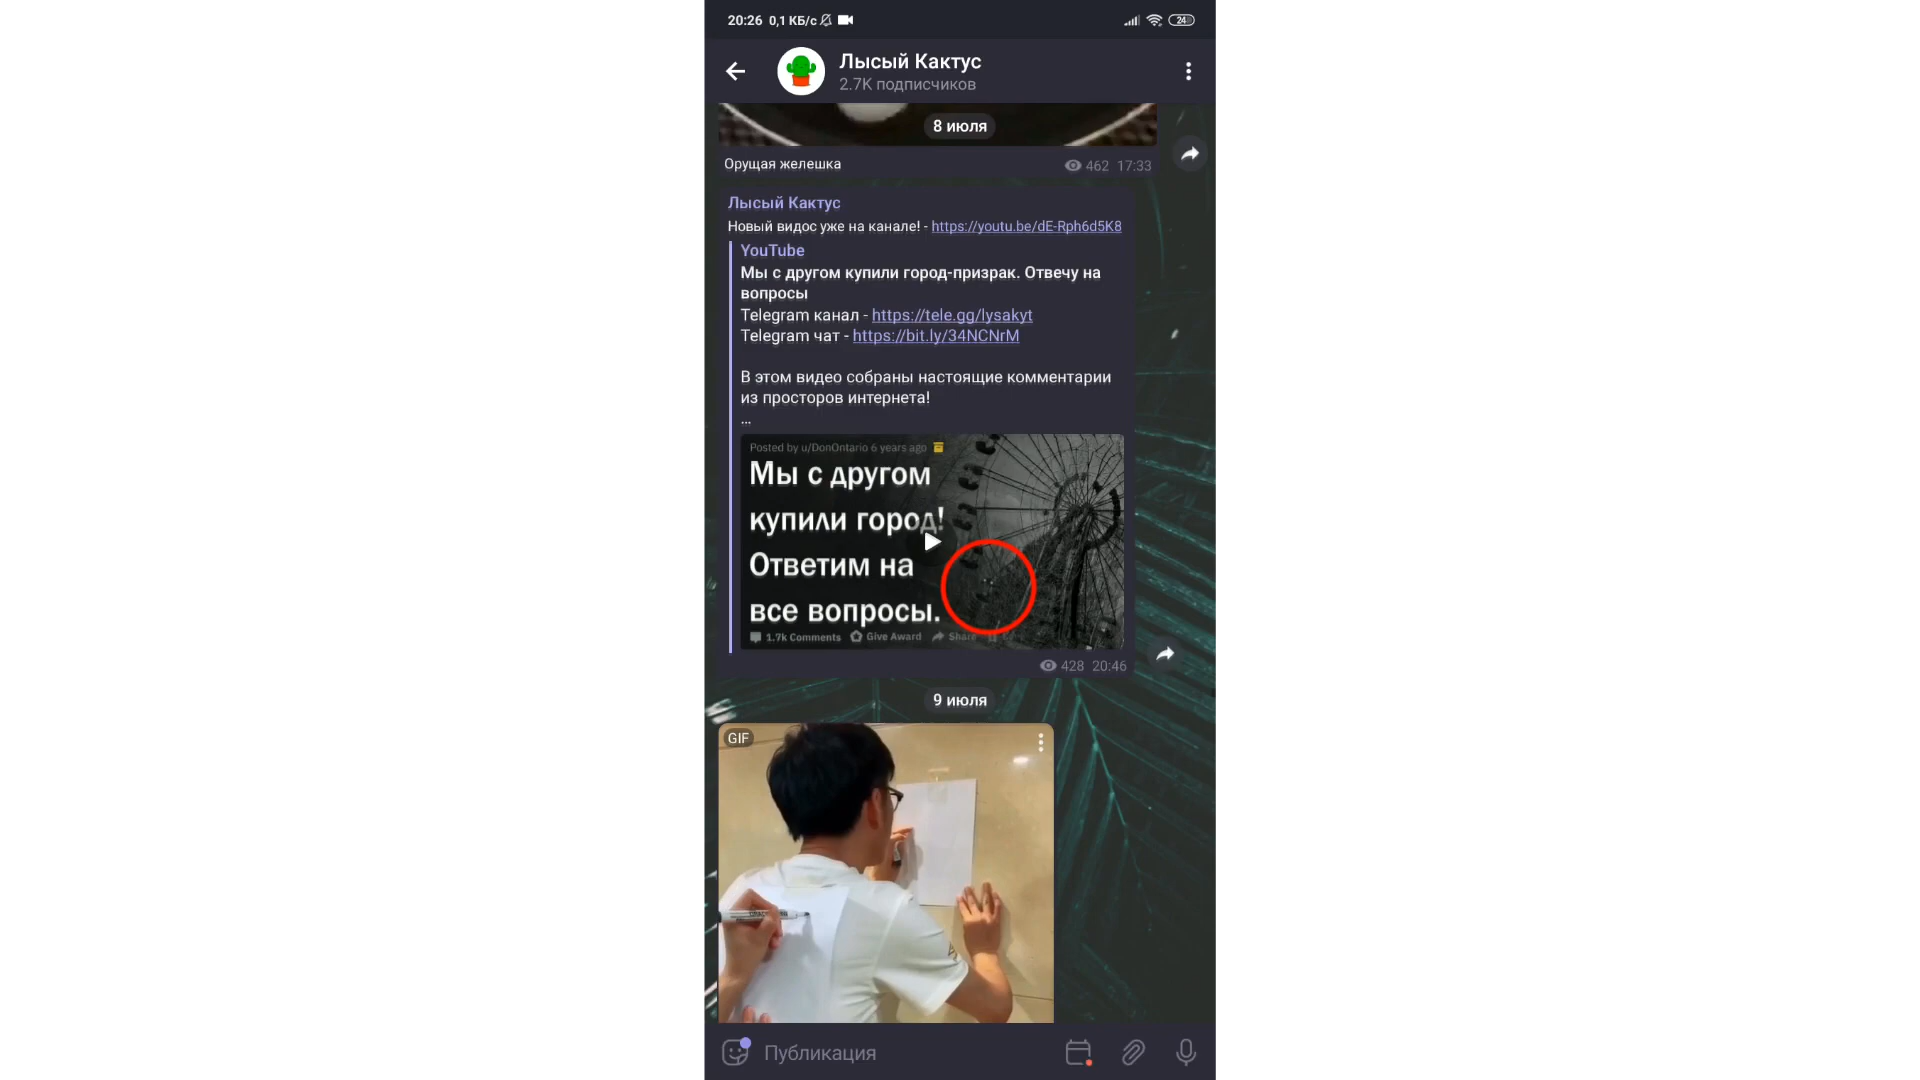 20:26 0,1 КБ/с 24
Лысый Кактус
2.7K подписчиков
8 июля
Орущая желешка
462 17:33
Лысый Кактус
Новый видос уже на канале! - https://youtu.be/dE-Rph6d5K8
YouTube
Мы с другом купили город-призрак. Отвечу на
вопросы
Telegram канал - https://tele.gg/lysakyt
Telegram чат - https://bit.ly/34NCNrM
В этом видео собраны настоящие комментарии
из просторов интернета!
...
Posted by u/DonOntario 6 years ago
Мы с другом
купили город!
Ответим на
все вопросы.
1.7k Comments Give Award Share
428 20:46
9 июля
GIF
Публикация